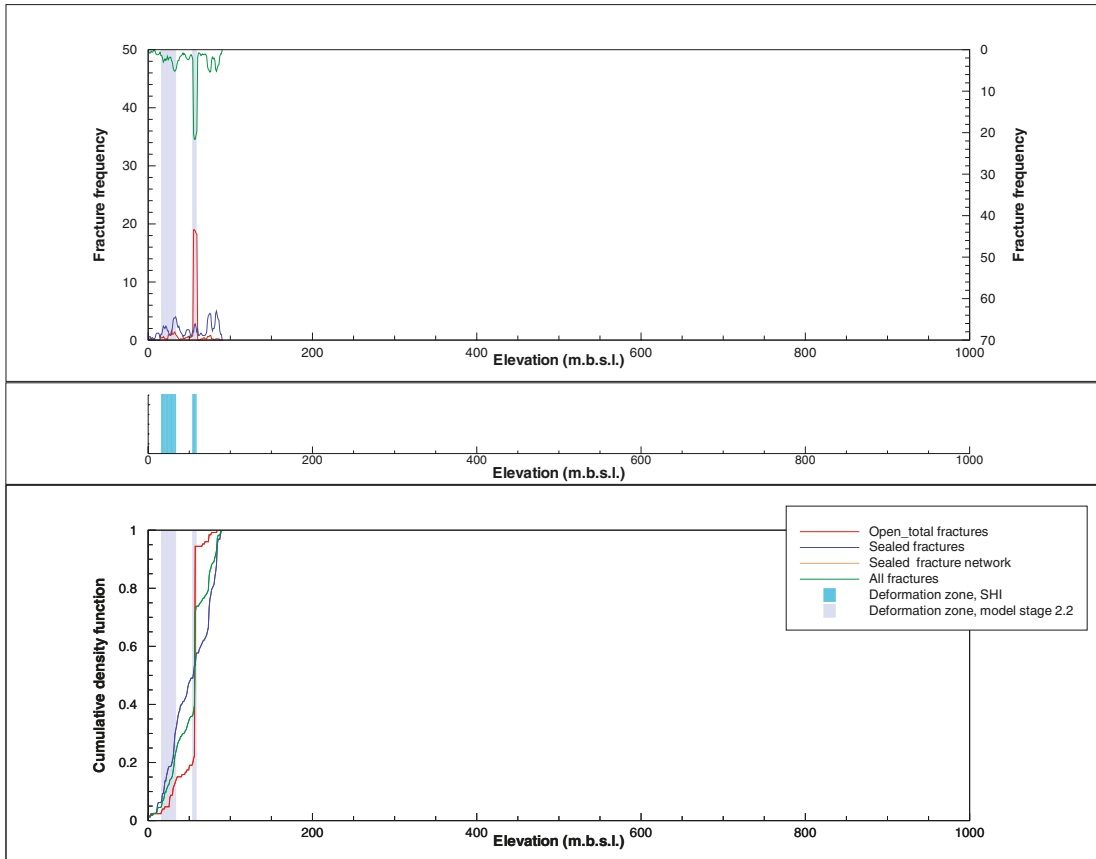 50
40
30
20
10
0
Fracture frequency
0
10
20
30
40
50
60
70
Fracture frequency
0 200 400 600 800 1000
Elevation (m.b.s.l.)
0 200 400 600 800 1000
Elevation (m.b.s.l.)
1
0.8
0.6
0.4
0.2
0
Cumulative density function
Open_total fractures
Sealed fractures
Sealed fracture network
All fractures
Deformation zone, SHI
Deformation zone, model stage 2.2
0 200 400 600 800 1000
Elevation (m.b.s.l.)